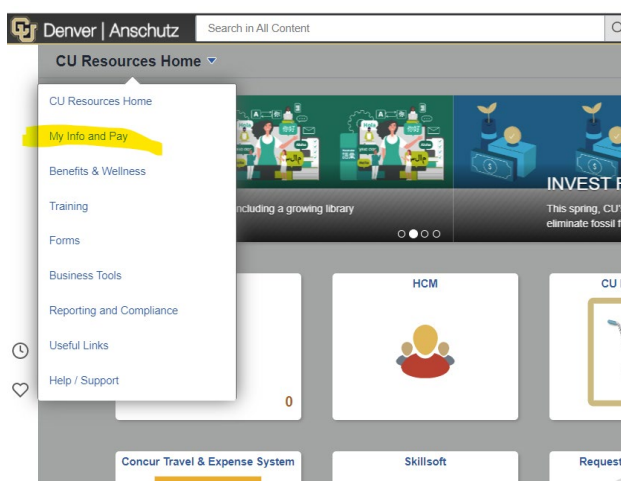 Denver | Anschutz
Search in All Content
CU Resources Home
CU Resources Home
My Info and Pay
Benefits & Wellness
Training
Forms
Business Tools
Reporting and Compliance
Useful Links
Help / Support
ncluding a growing library
INVEST F
This spring, CU'
eliminate fossil f
HCM
CU
0
Concur Travel & Expense System
Skillsoft
Request